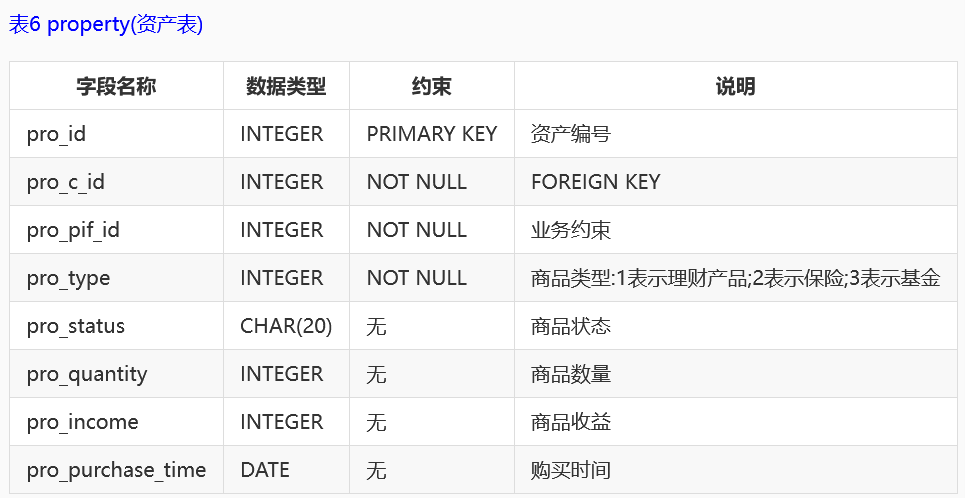 表6 property(资产表)
字段名称 数据类型 约束 说明
pro_id INTEGER PRIMARY KEY 资产编号
pro_c_id INTEGER NOT NULL FOREIGN KEY
pro_pif_id INTEGER NOT NULL 业务约束
pro_type INTEGER NOT NULL 商品类型:1表示理财产品;2表示保险;3表示基金
pro_status CHAR(20) 无 商品状态
pro_quantity INTEGER 无 商品数量
pro_income INTEGER 无 商品收益
pro_purchase_time DATE 无 购买时间